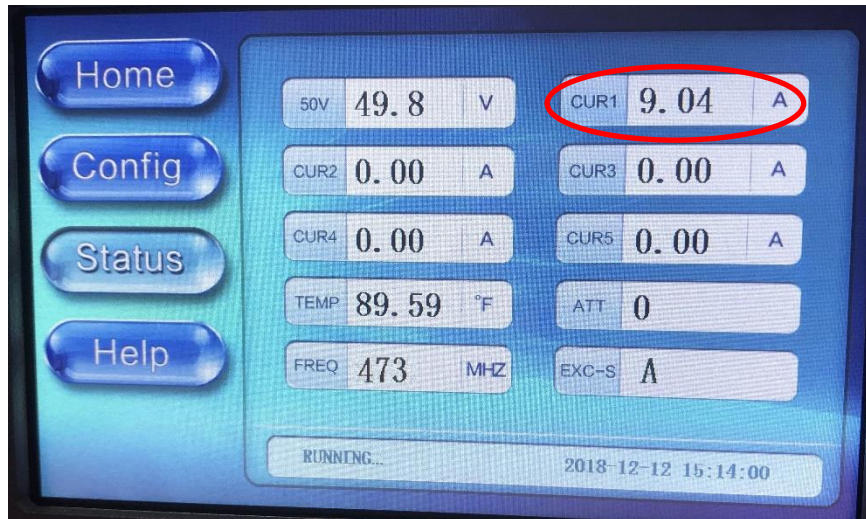 Home
Config
Status
Help
50V 49.8 V
CUR1 9.04 A
CUR2 0.00 A
CUR3 0.00 A
CUR4 0.00 A
CUR5 0.00 A
TEMP 89.59 °F
ATT 0
FREQ 473 MHZ
EXC-S A
RUNNING...
2018-12-12 15:14:00